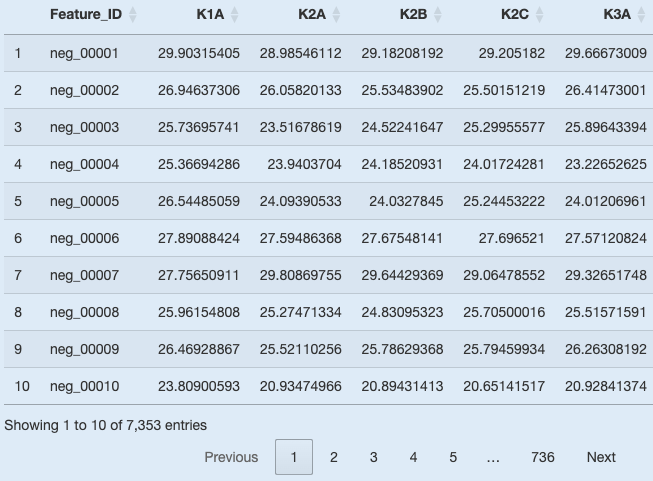 Feature_ID K1A K2A K2B K2C K3A
1 neg_00001 29.90315405 28.98546112 29.18208192 29.205182 29.66673009
2 neg_00002 26.94637306 26.05820133 25.53483902 25.50151219 26.41473001
3 neg_00003 25.73695741 23.51678619 24.52241647 25.29955577 25.89643394
4 neg_00004 25.36694286 23.9403704 24.18520931 24.01724281 23.22652625
5 neg_00005 26.54485059 24.09390533 24.0327845 25.24453222 24.01206961
6 neg_00006 27.89088424 27.59486368 27.67548141 27.696521 27.57120824
7 neg_00007 27.75650911 29.80869755 29.64429369 29.06478552 29.32651748
8 neg_00008 25.96154808 25.27471334 24.83095323 25.70500016 25.51571591
9 neg_00009 26.46928867 25.52110256 25.78629368 25.79459934 26.26308192
10 neg_00010 23.80900593 20.93474966 20.89431413 20.65141517 20.92841374
Showing 1 to 10 of 7,353 entries
Previous 1 2 3 4 5 … 736 Next